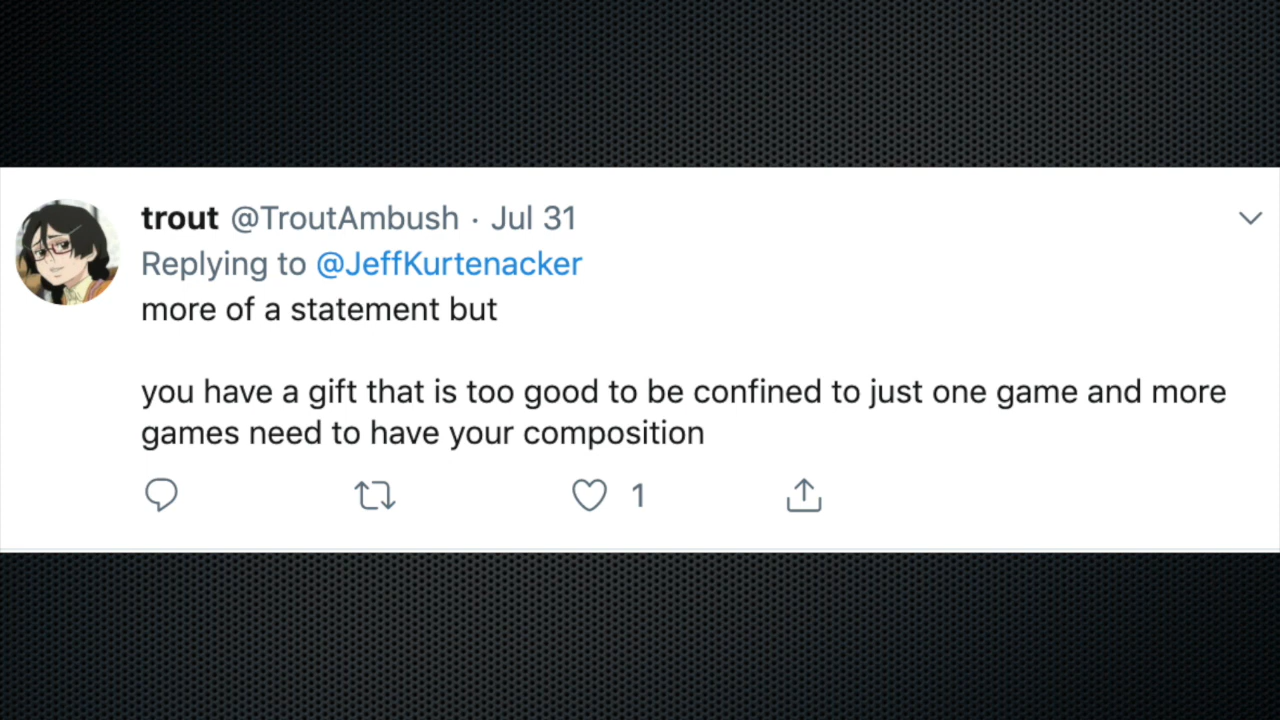 trout @TroutAmbush · Jul 31
Replying to @JeffKurtenacker
more of a statement but
you have a gift that is too good to be confined to just one game and more
games need to have your composition
1